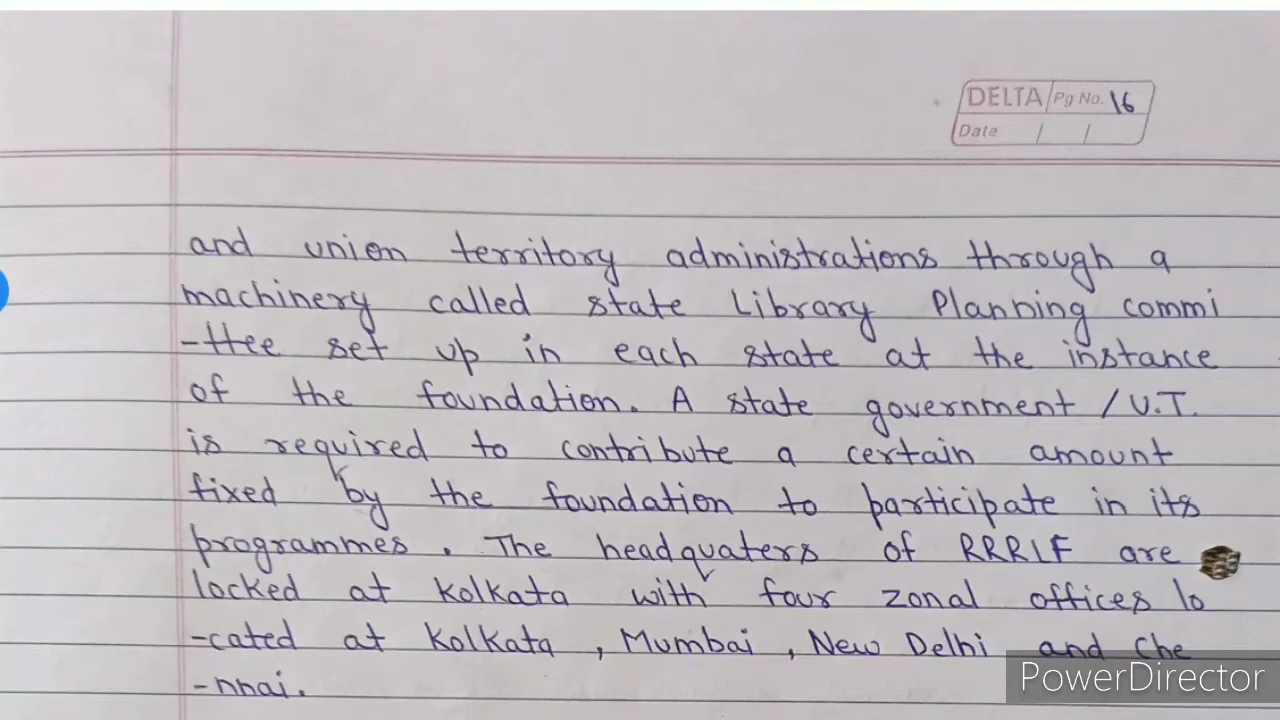 DELTA Pg No. 16
Date / /
and union territory administrations through a
machinery called state Library Planning commi
-ttee set up in each state at the instance
of the foundation. A state government / U.T.
is required to contribute a certain amount
fixed by the foundation to participate in its
programmes. The headquaters of RRRLF are
locked at Kolkata with four zonal offices lo
-cated at Kolkata, Mumbai, New Delhi and Che
-nnai.
PowerDirector